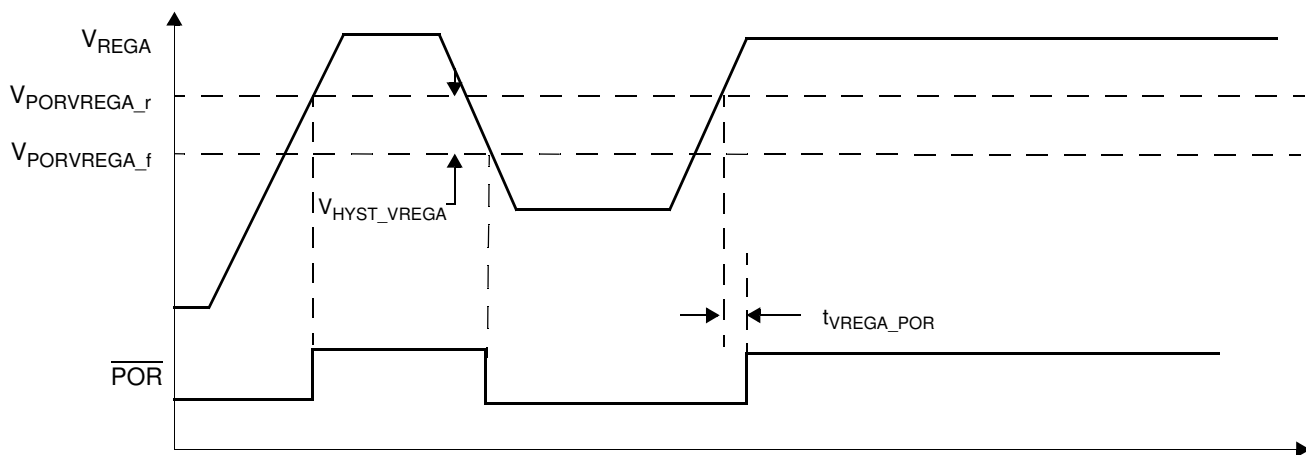 VREGA
VPORVREGA_r
VPORVREGA_f
VHYST_VREGA
tVREGA_POR
POR